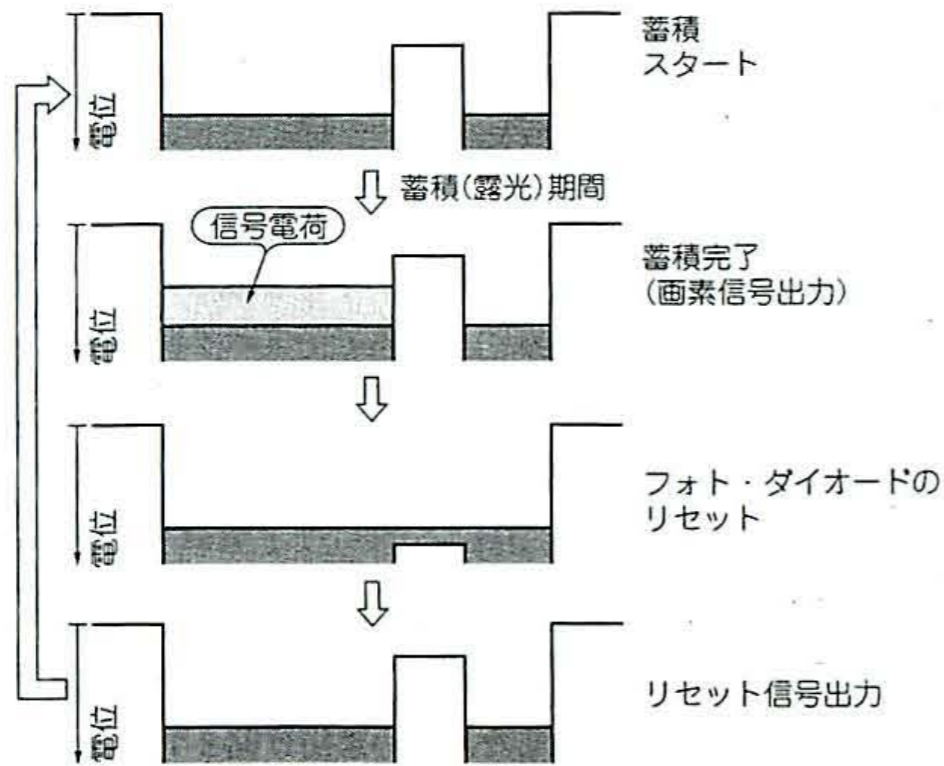 電位
蓄積
スタート
蓄積(露光)期間
信号電荷
電位
蓄積完了
(画素信号出力)
電位
フォト・ダイオードの
リセット
電位
リセット信号出力